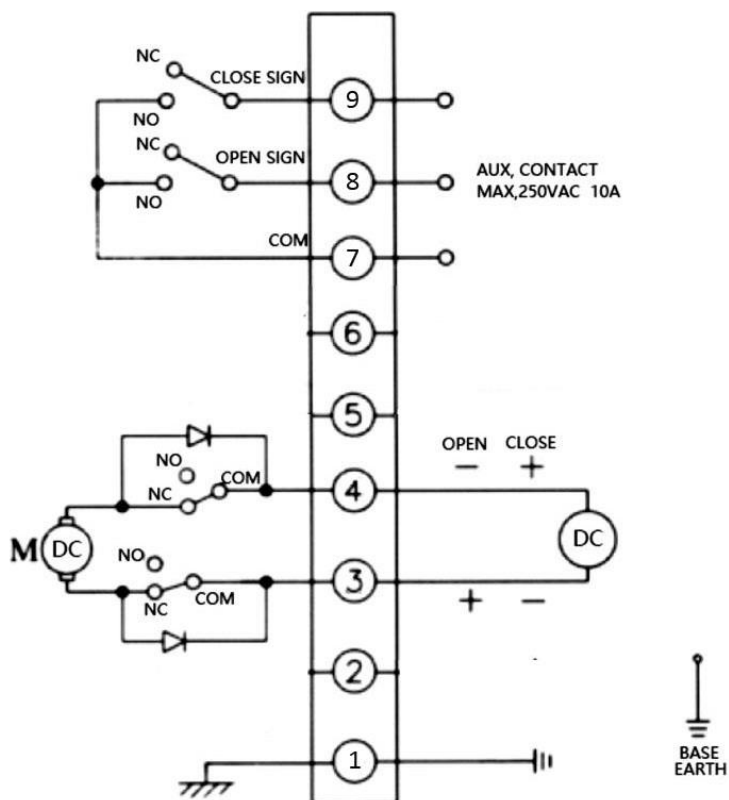 NC
CLOSE SIGN
9
NO
NC
OPEN SIGN
8
AUX, CONTACT
MAX,250VAC 10A
NO
COM
7
6
5
OPEN CLOSE
− +
NO
COM
NC
4
M DC
DC
NO
COM
NC
3
+ −
2
1
BASE
EARTH